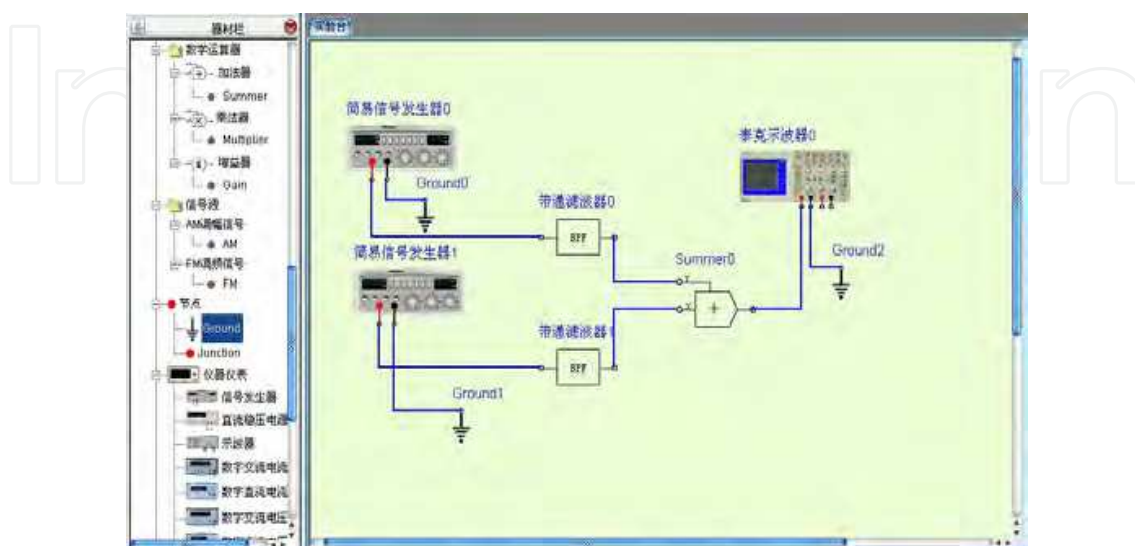 器材栏
数字运算器
加法器
Summer
乘法器
Multiplier
增益器
Gain
信号源
AM调幅信号
AM
FM调频信号
FM
节点
Ground
Junction
仪器仪表
信号发生器
直流稳压电源
示波器
数字交流电流
数字直流电流
数字交流电压
实验台1
简易信号发生器0
Ground0
简易信号发生器1
Ground1
带通滤波器0
BPF
带通滤波器1
BPF
Summer0
+
泰克示波器0
Ground2